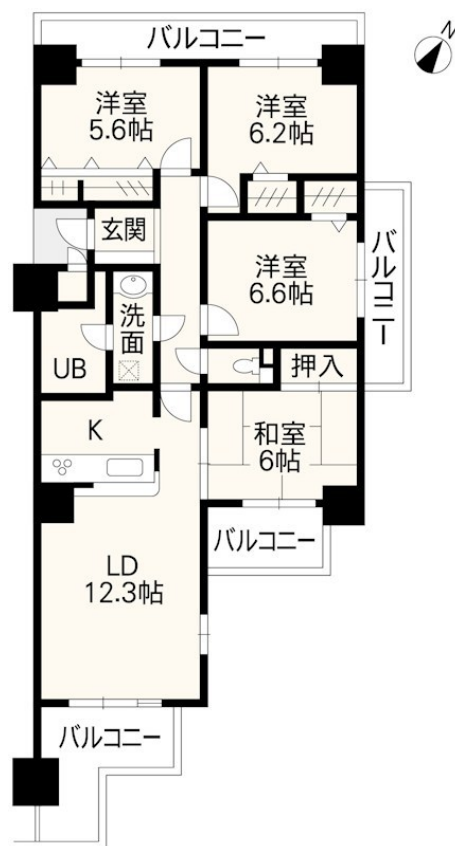 バルコニー
N
洋室
5.6帖
洋室
6.2帖
玄関
洋室
6.6帖
バルコニー
洗面
UB
押入
K
和室
6帖
バルコニー
LD
12.3帖
バルコニー